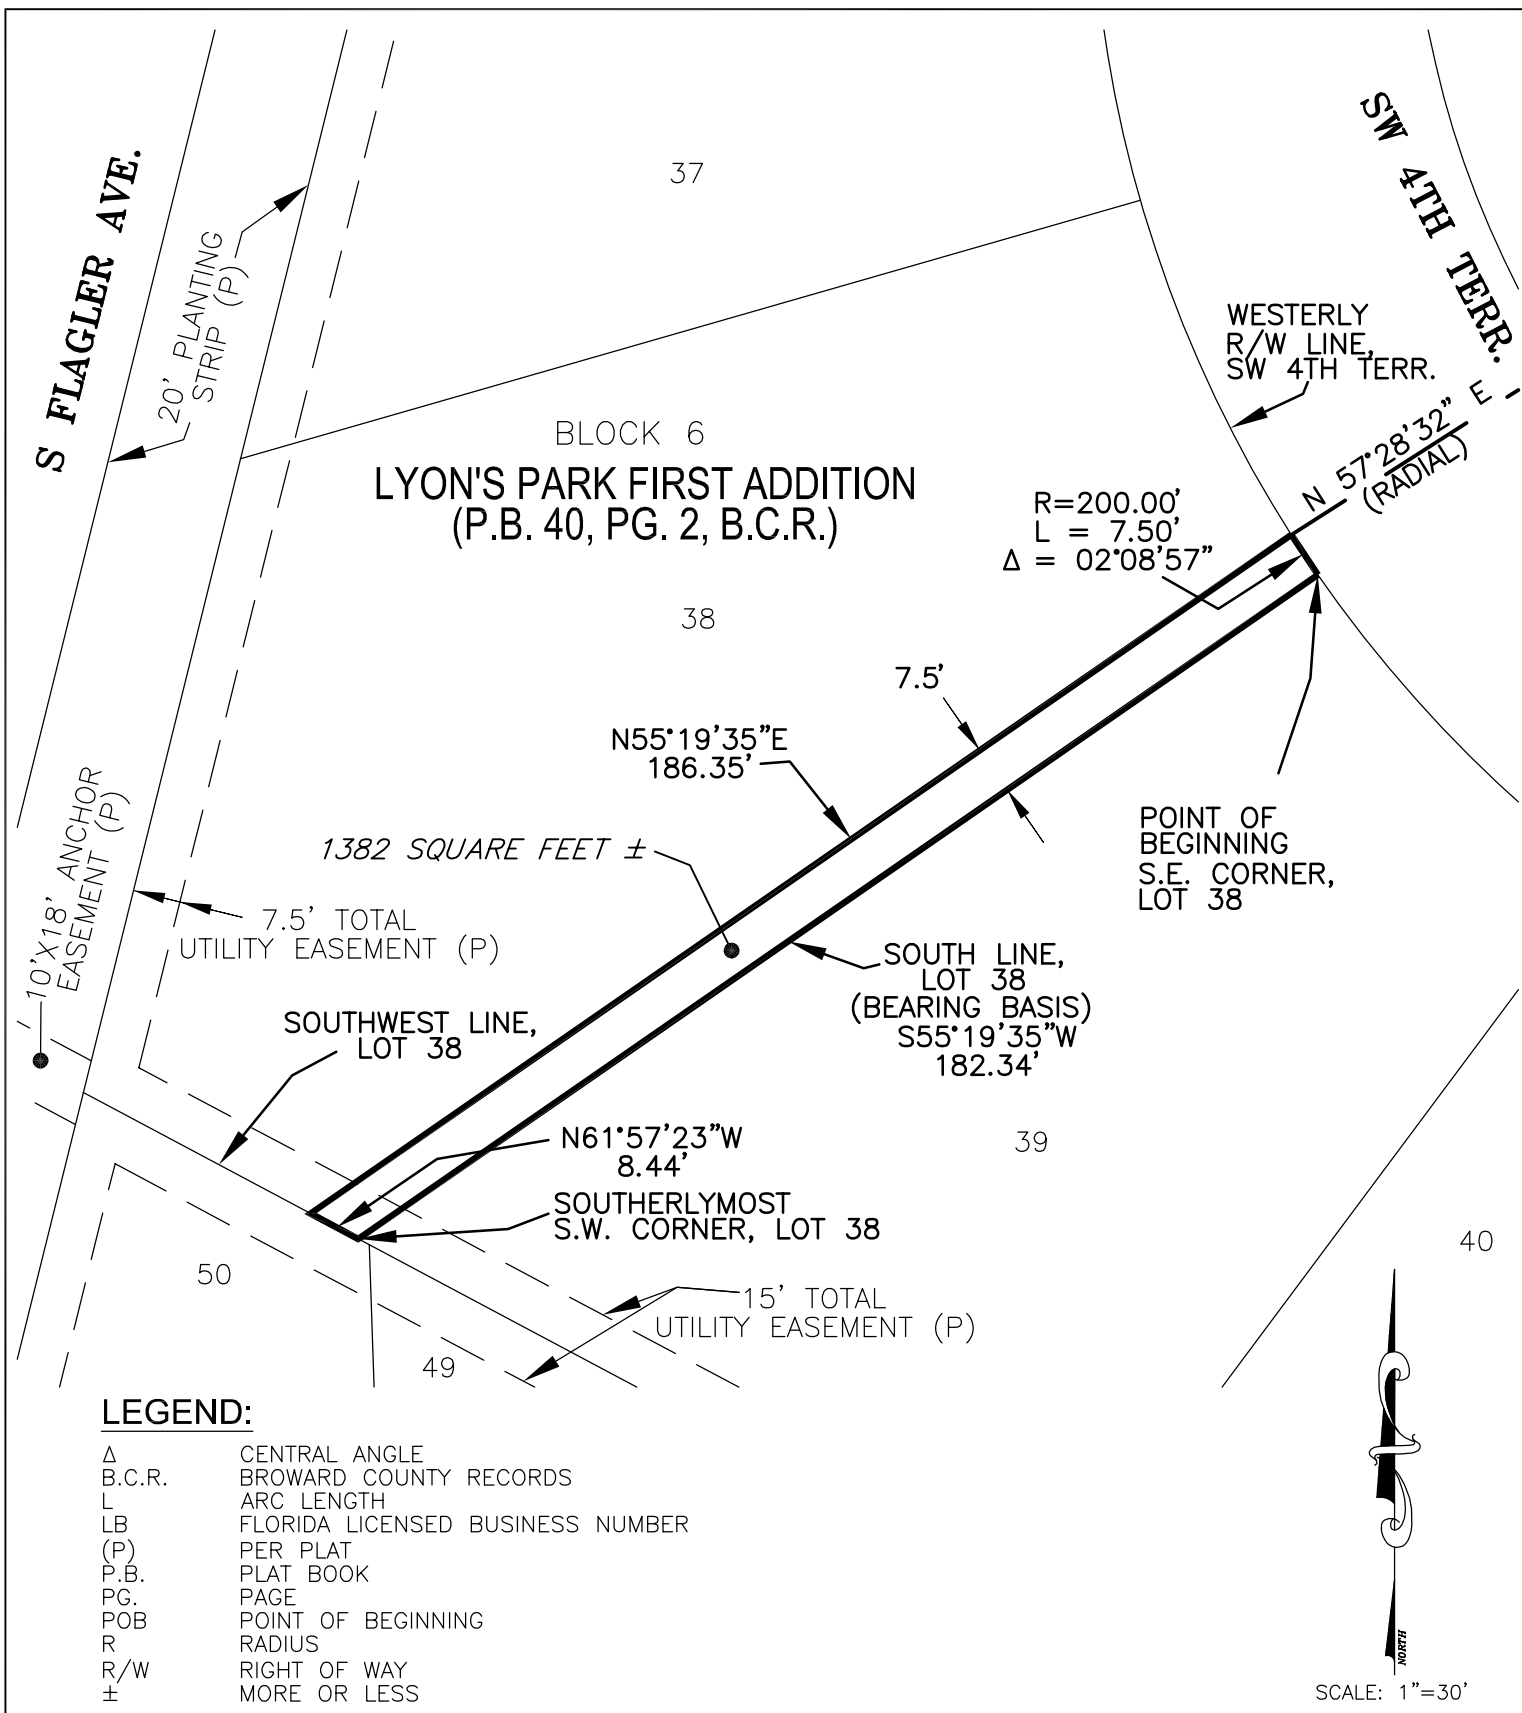 S FLAGLER AVE.
20' PLANTING
STRIP (P)
37
SW 4TH TERR.
WESTERLY
R/W LINE,
SW 4TH TERR.
N 57°28'32" E
(RADIAL)
BLOCK 6
LYON'S PARK FIRST ADDITION
(P.B. 40, PG. 2, B.C.R.)
R=200.00'
L = 7.50'
Δ = 02°08'57"
38
7.5'
N55°19'35"E
186.35'
10'X18' ANCHOR
EASEMENT (P)
1382 SQUARE FEET ±
POINT OF
BEGINNING
S.E. CORNER,
LOT 38
7.5' TOTAL
UTILITY EASEMENT (P)
SOUTH LINE,
LOT 38
(BEARING BASIS)
S55°19'35"W
182.34'
SOUTHWEST LINE,
LOT 38
N61°57'23"W
8.44'
39
SOUTHERLYMOST
S.W. CORNER, LOT 38
40
50
15' TOTAL
UTILITY EASEMENT (P)
49
LEGEND:
Δ CENTRAL ANGLE
B.C.R. BROWARD COUNTY RECORDS
L ARC LENGTH
LB FLORIDA LICENSED BUSINESS NUMBER
(P) PER PLAT
P.B. PLAT BOOK
PG. PAGE
POB POINT OF BEGINNING
R RADIUS
R/W RIGHT OF WAY
± MORE OR LESS
NORTH
SCALE: 1"=30'